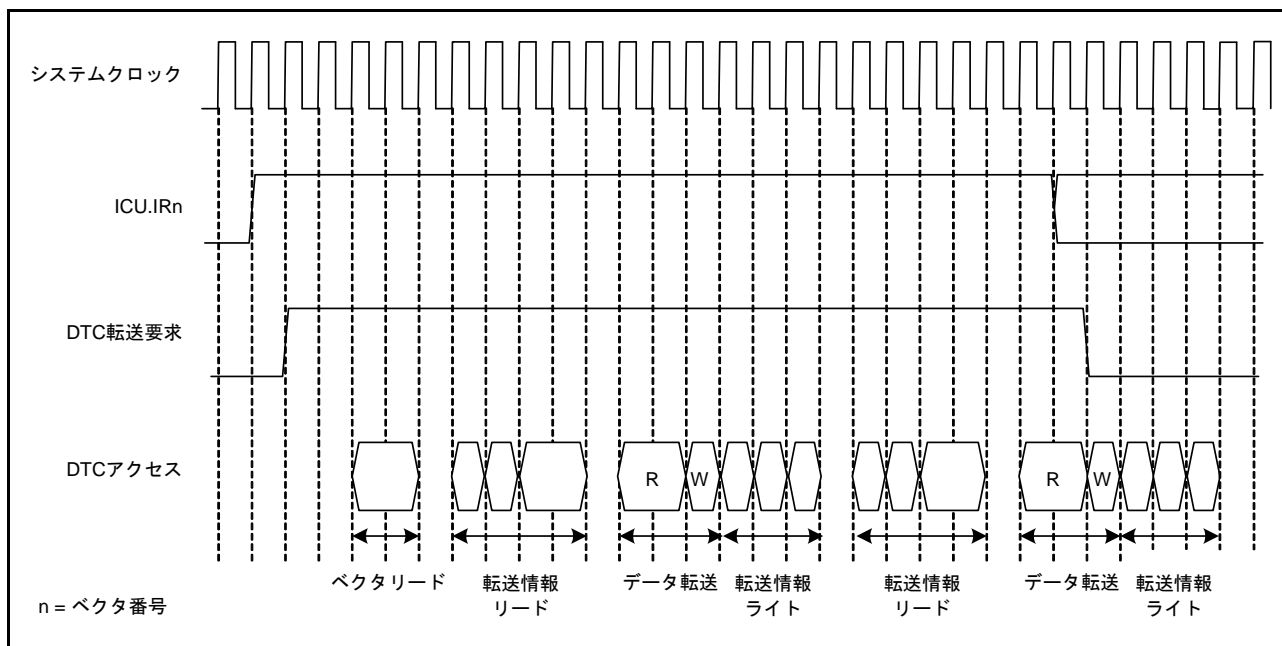 システムクロック
ICU.IRn
DTC転送要求
DTCアクセス
R
W
R
W
ベクタリード
転送情報
リード
データ転送
転送情報
ライト
転送情報
リード
データ転送
転送情報
ライト
n = ベクタ番号